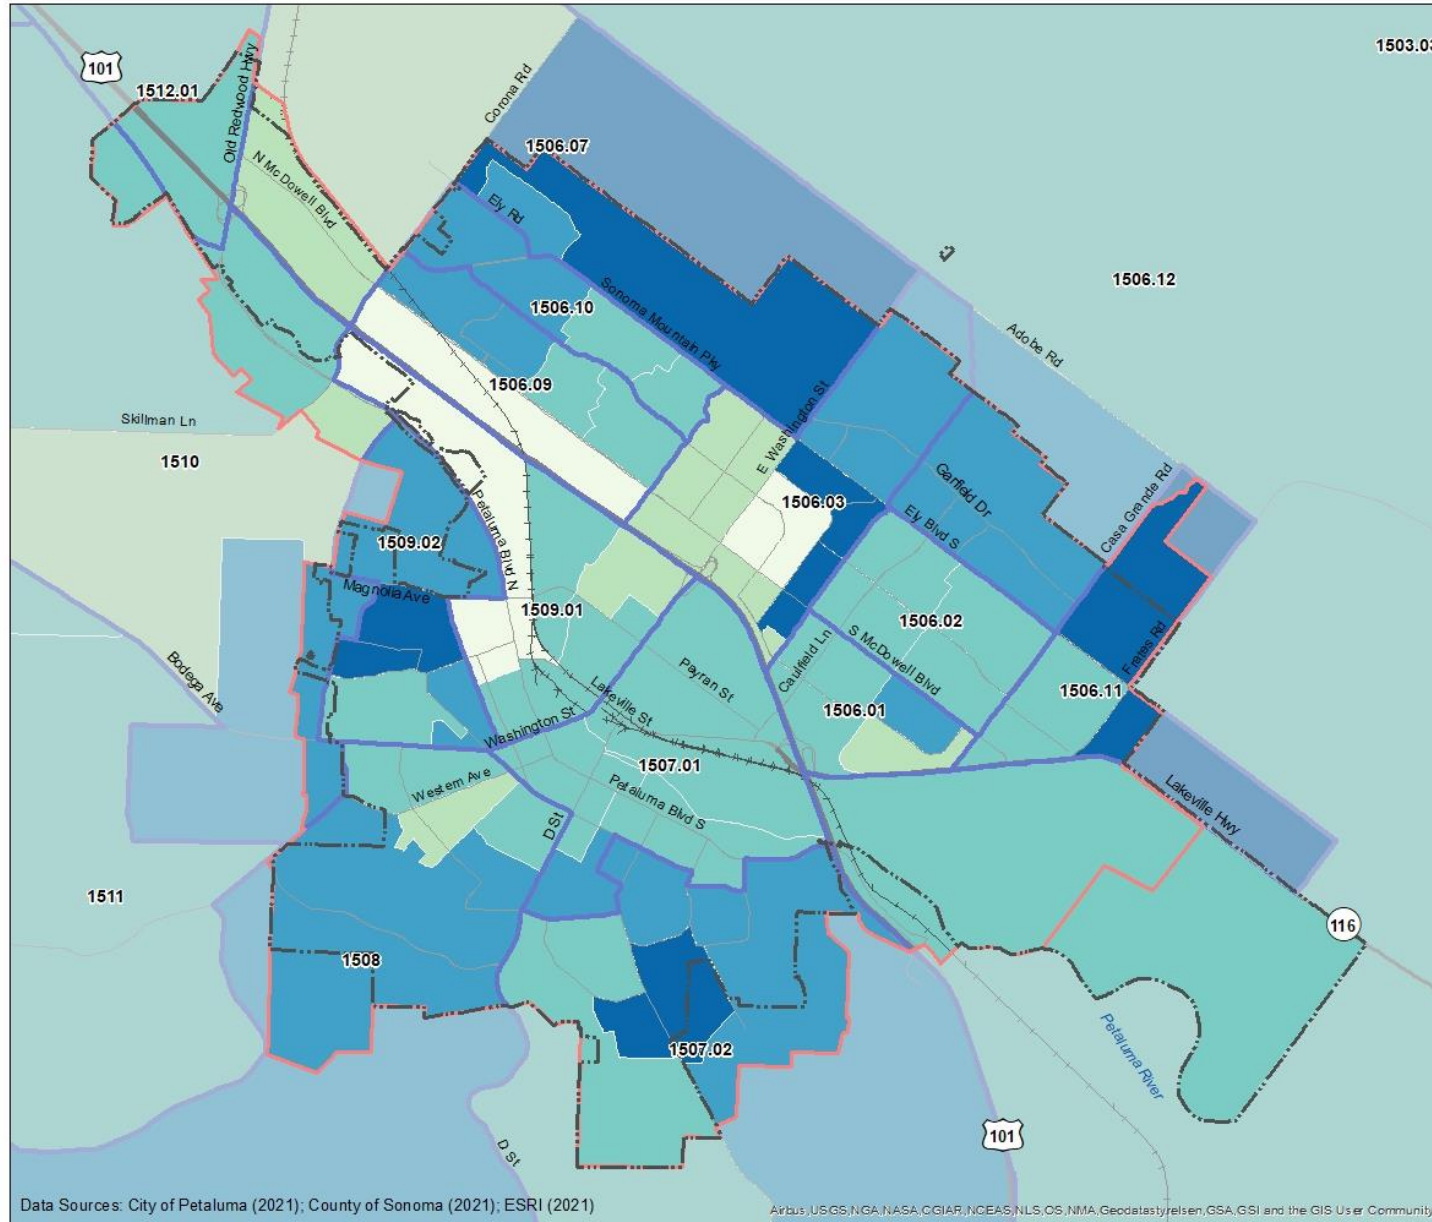 1503.03
101
1512.01
Old Redwood Hwy
Corona Rd
1506.07
N McDowell Blvd
Ely Rd
1506.12
1506.10
Sonoma Mountain Pky
Adobe Rd
1506.09
Skillman Ln
1510
E Washington St
Garfield Dr
Casa Grande Rd
1506.03
Ely Blvd S
Petaluma Blvd N
1509.02
Magnolia Ave
1509.01
1506.02
Caulfield Ln
S McDowell Blvd
Frates Rd
Bodega Ave
Payran St
Lakeville St
1506.11
1506.01
Washington St
1507.01
Western Ave
Petaluma Blvd S
Lakeville Hwy
D St
1511
116
1508
1507.02
Petaluma River
101
D St
Data Sources: City of Petaluma (2021); County of Sonoma (2021); ESRI (2021)
Airbus,USGS,NGA,NASA,CGIAR,NCEAS,NLS,OS,NMA,Geodatastyrelsen,GSA,GSI and the GIS User Community